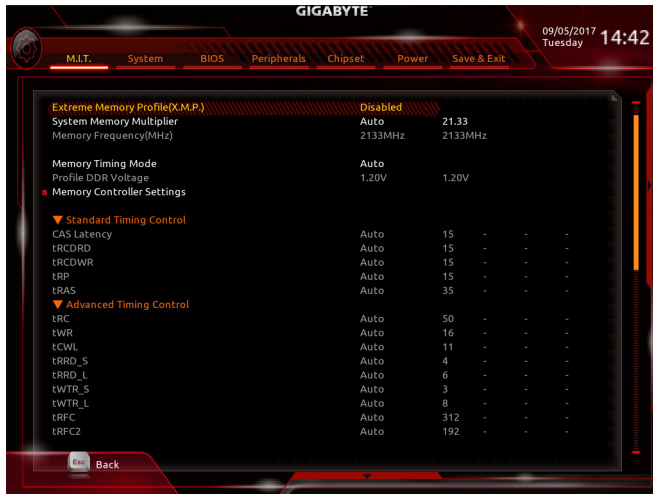 GIGABYTE
09/05/2017 Tuesday 14:42
M.I.T. System BIOS Peripherals Chipset Power Save & Exit
Extreme Memory Profile(X.M.P.) Disabled
System Memory Multiplier Auto 21.33
Memory Frequency(MHz) 2133MHz 2133MHz
Memory Timing Mode Auto
Profile DDR Voltage 1.20V 1.20V
Memory Controller Settings
▼ Standard Timing Control
CAS Latency Auto 15 - - -
tRCDRD Auto 15 - - -
tRCDWR Auto 15 - - -
tRP Auto 15 - - -
tRAS Auto 35 - - -
▼ Advanced Timing Control
tRC Auto 50 - - -
tWR Auto 16 - - -
tCWL Auto 11 - - -
tRRD_S Auto 4 - - -
tRRD_L Auto 6 - - -
tWTR_S Auto 3 - - -
tWTR_L Auto 8 - - -
tRFC Auto 312 - - -
tRFC2 Auto 192 - - -
Esc Back